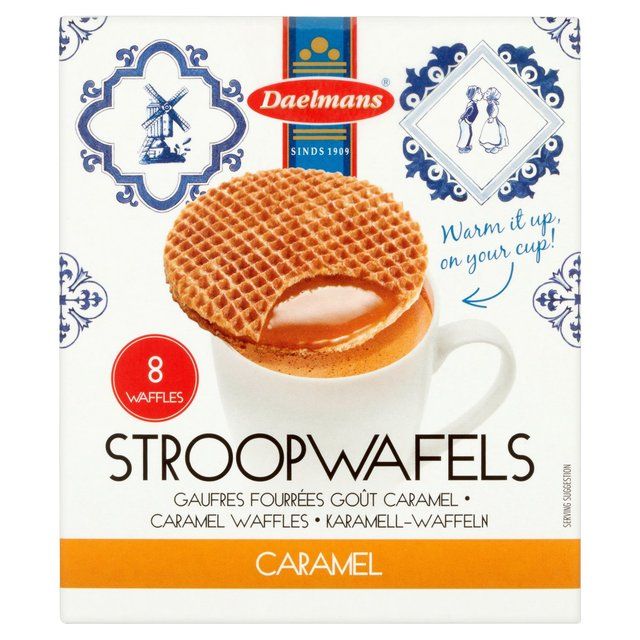 Daelmans®
SINDS 1909
Warm it up,
on your cup!
8
WAFFLES
STROOPWAFELS
GAUFRES FOURRÉES GOÛT CARAMEL •
CARAMEL WAFFLES • KARAMELL-WAFFELN
SERVING SUGGESTION
CARAMEL